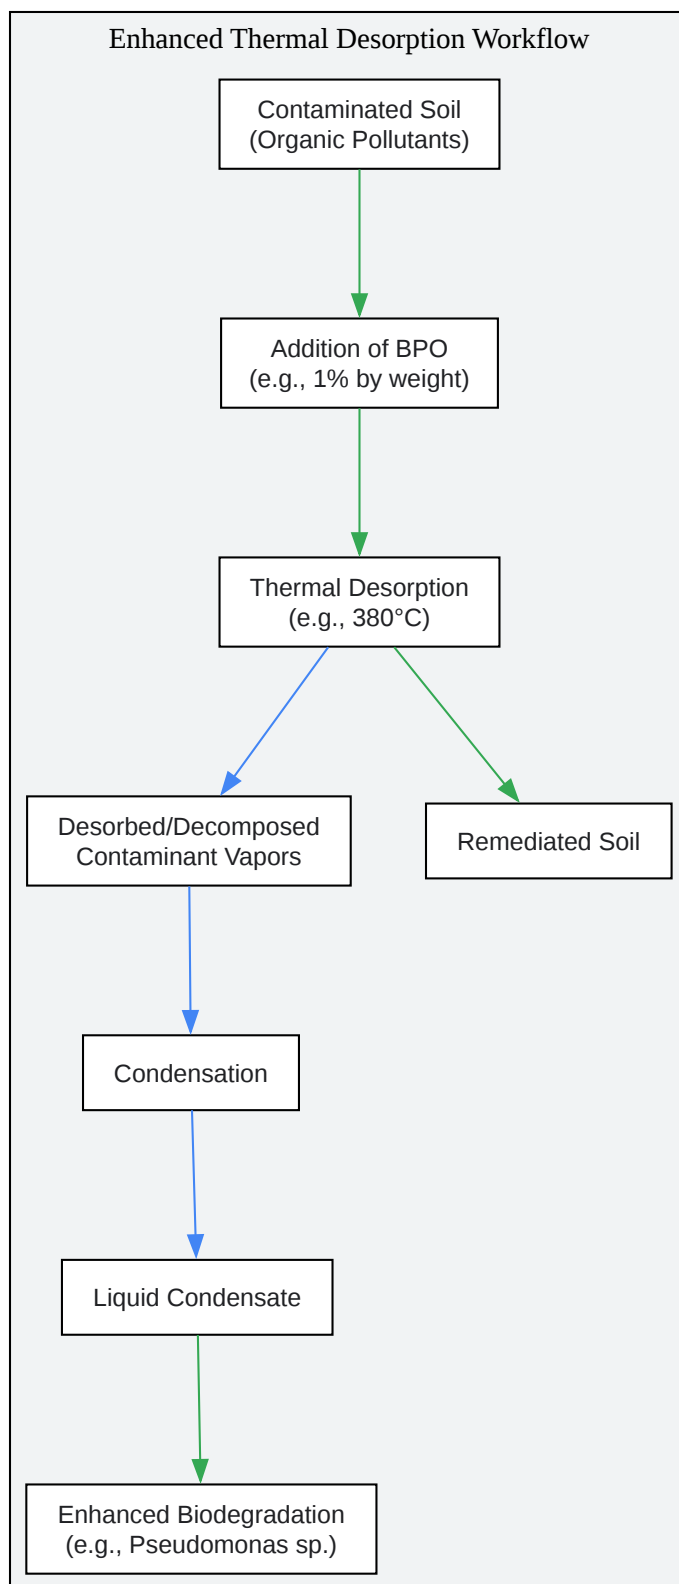 Enhanced Thermal Desorption Workflow
Contaminated Soil
(Organic Pollutants)
Addition of BPO
(e.g., 1% by weight)
Thermal Desorption
(e.g., 380°C)
Desorbed/Decomposed
Contaminant Vapors
Remediated Soil
Condensation
Liquid Condensate
Enhanced Biodegradation
(e.g., Pseudomonas sp.)